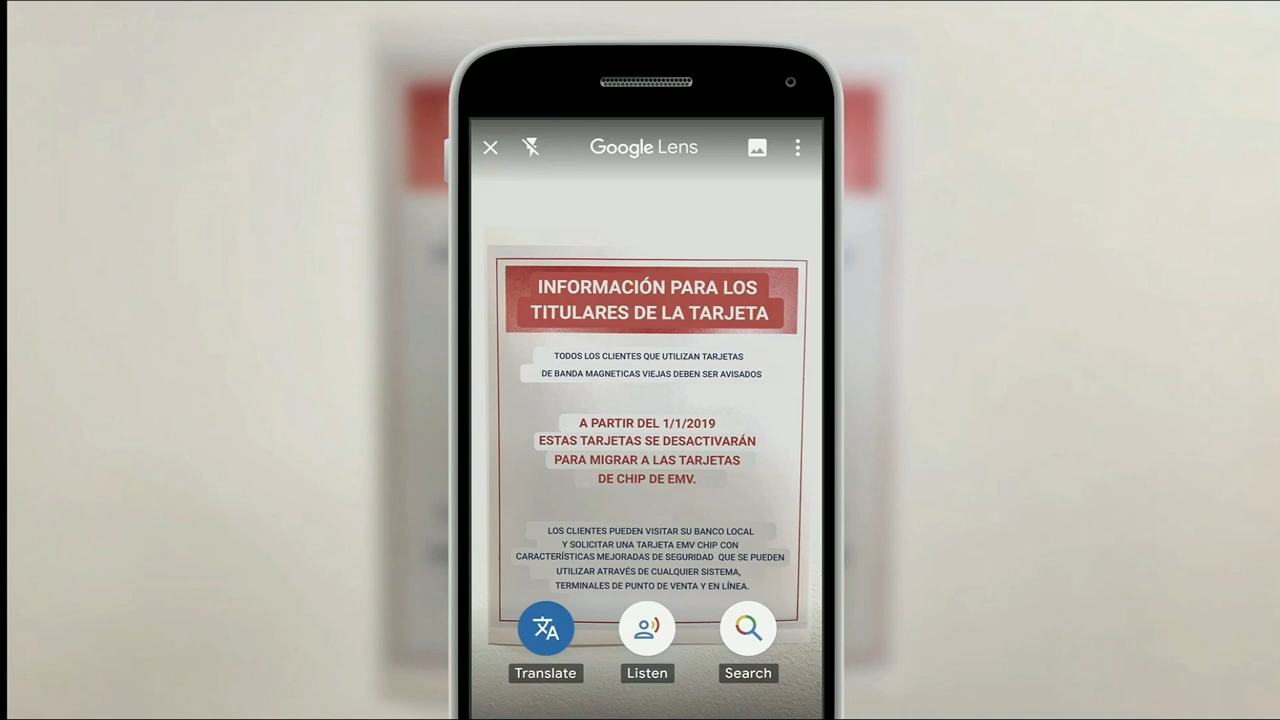 Google Lens
INFORMACIÓN PARA LOS
TITULARES DE LA TARJETA
TODOS LOS CLIENTES QUE UTILIZAN TARJETAS
DE BANDA MAGNETICAS VIEJAS DEBEN SER AVISADOS
A PARTIR DEL 1/1/2019
ESTAS TARJETAS SE DESACTIVARÁN
PARA MIGRAR A LAS TARJETAS
DE CHIP DE EMV.
LOS CLIENTES PUEDEN VISITAR SU BANCO LOCAL
Y SOLICITAR UNA TARJETA EMV CHIP CON
CARACTERÍSTICAS MEJORADAS DE SEGURIDAD QUE SE PUEDEN
UTILIZAR ATRAVÉS DE CUALQUIER SISTEMA,
TERMINALES DE PUNTO DE VENTA Y EN LÍNEA.
Translate
Listen
Search